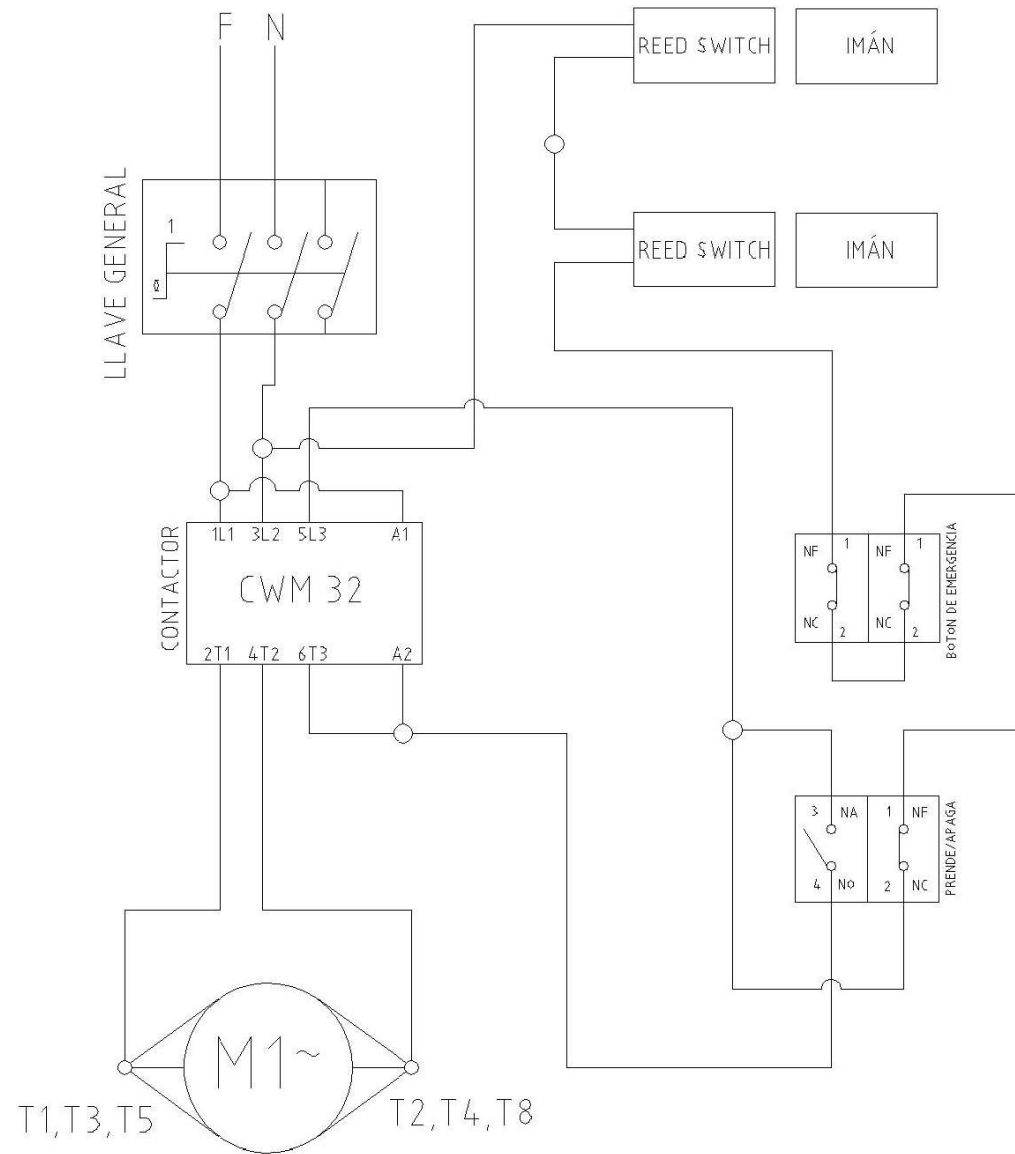 F N
REED SWITCH IMÁN
LLAVE GENERAL
1
REED SWITCH IMÁN
CONTACTOR
1L1 3L2 5L3 A1
CWM 32
2T1 4T2 6T3 A2
NF 1 NF 1
NC 2 NC 2
BOTÓN DE EMERGENCIA
3 NA 1 NF
4 NO 2 NC
PRENDE/APAGA
M1~
T1,T3,T5
T2,T4,T8